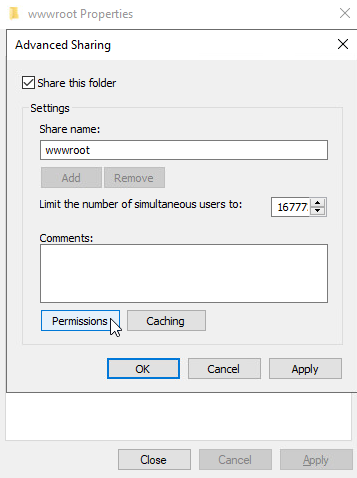 wwwroot Properties
Advanced Sharing
Share this folder
Settings
Share name:
wwwroot
Add
Remove
Limit the number of simultaneous users to:
16777
Comments:
Permissions
Caching
OK
Cancel
Apply
Close
Cancel
Apply